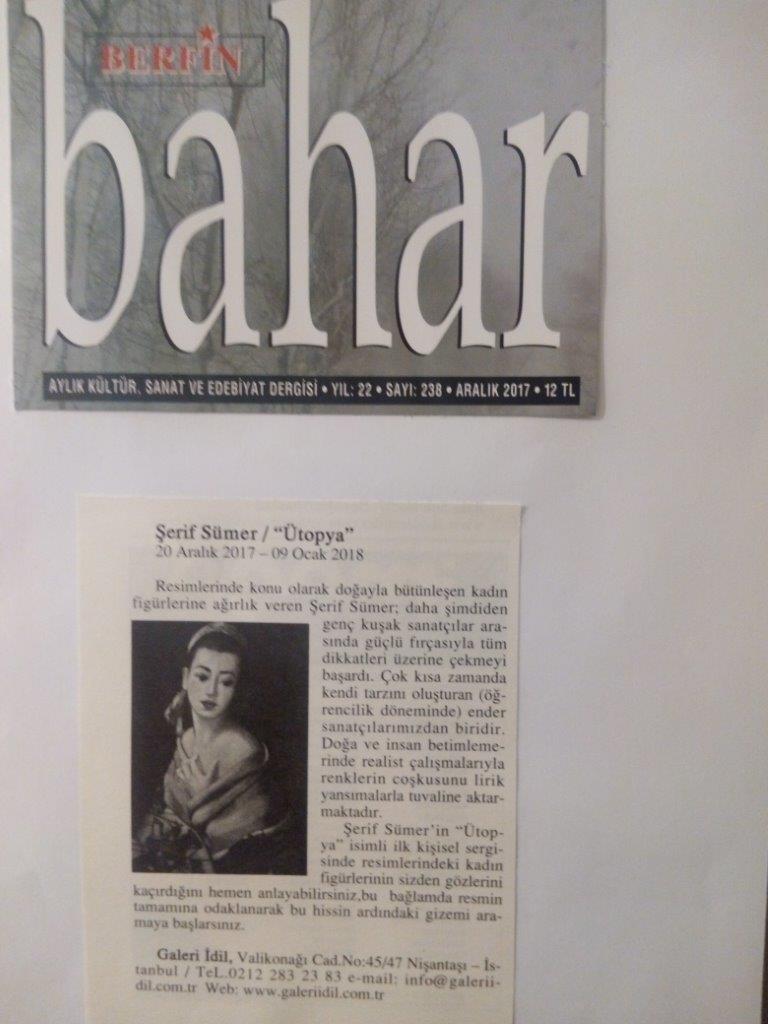 BERFİN
bahar
AYLIK KÜLTÜR, SANAT VE EDEBİYAT DERGİSİ • YIL: 22 • SAYI: 238 • ARALIK 2017 • 12 TL
Şerif Sümer / “Ütopya”
20 Aralık 2017 – 09 Ocak 2018
Resimlerinde konu olarak doğayla bütünleşen kadın
figürlerine ağırlık veren Şerif Sümer; daha şimdiden
genç kuşak sanatçılar ara-
sında güçlü fırçasıyla tüm
dikkatleri üzerine çekmeyi
başardı. Çok kısa zamanda
kendi tarzını oluşturan (öğ-
rencilik döneminde) ender
sanatçılarımızdan biridir.
Doğa ve insan betimleme-
rinde realist çalışmalarıyla
renklerin coşkusunu lirik
yansımalarla tuvaline aktar-
maktadır.
Şerif Sümer’in “Ütop-
ya” isimli ilk kişisel sergi-
sinde resimlerindeki kadın
figürlerinin sizden gözlerini
kaçırdığını hemen anlayabilirsiniz,bu bağlamda resmin
tamamına odaklanarak bu hissin ardındaki gizemi ara-
maya başlarsınız.
Galeri İdil, Valikonağı Cad.No:45/47 Nişantaşı – İs-
tanbul / TeL.0212 283 23 83 e-mail: info@galerii-
dil.com.tr Web: www.galeriidil.com.tr